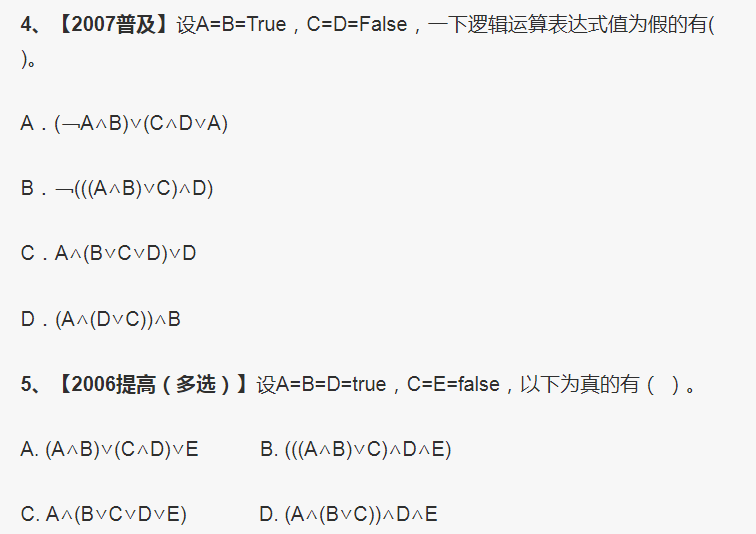 4、【2007普及】设A=B=True，C=D=False，一下逻辑运算表达式值为假的有(
)。
A．(¬A∧B)∨(C∧D∨A)
B．¬(((A∧B)∨C)∧D)
C．A∧(B∨C∨D)∨D
D．(A∧(D∨C))∧B
5、【2006提高（多选）】设A=B=D=true，C=E=false，以下为真的有（ ）。
A. (A∧B)∨(C∧D)∨E B. (((A∧B)∨C)∧D∧E)
C. A∧(B∨C∨D∨E) D. (A∧(B∨C))∧D∧E